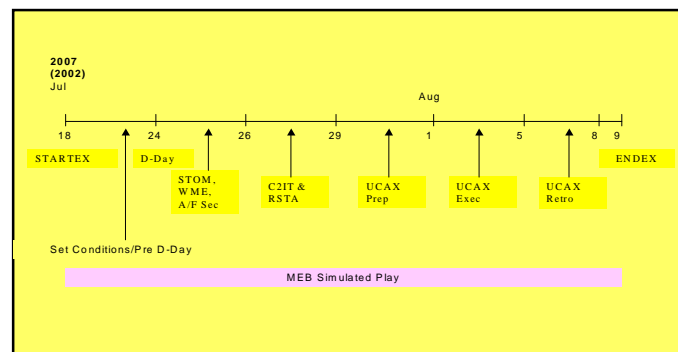 2007
(2002)
Jul
Aug
18
24
26
29
1
5
8
9
STARTEX
D-Day
ENDEX
STOM,
WME,
A/F Sec
C2IT &
RSTA
UCAX
Prep
UCAX
Exec
UCAX
Retro
Set Conditions/Pre D-Day
MEB Simulated Play